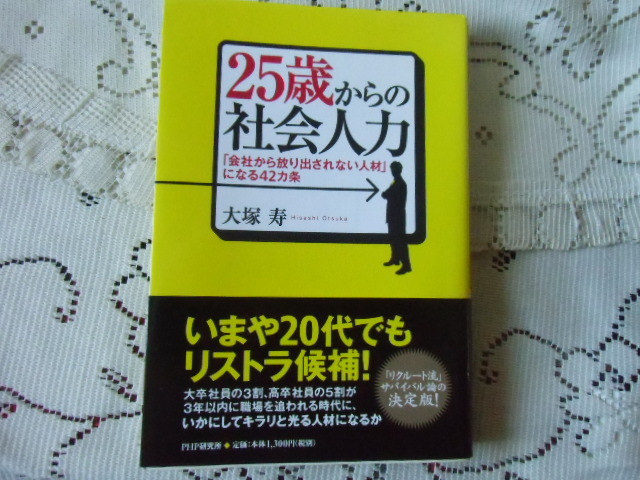 25歳からの
社会人力
「会社から放り出されない人材」
になる42カ条
大塚 寿 Hisashi Otsuka
いまや20代でも
リストラ候補!
大卒社員の3割、高卒社員の5割が
3年以内に職場を追われる時代に、
いかにしてキラリと光る人材になるか
「リクルート流」
サバイバル論の
決定版!
PHP研究所 ◆定価:本体1,300円(税別)